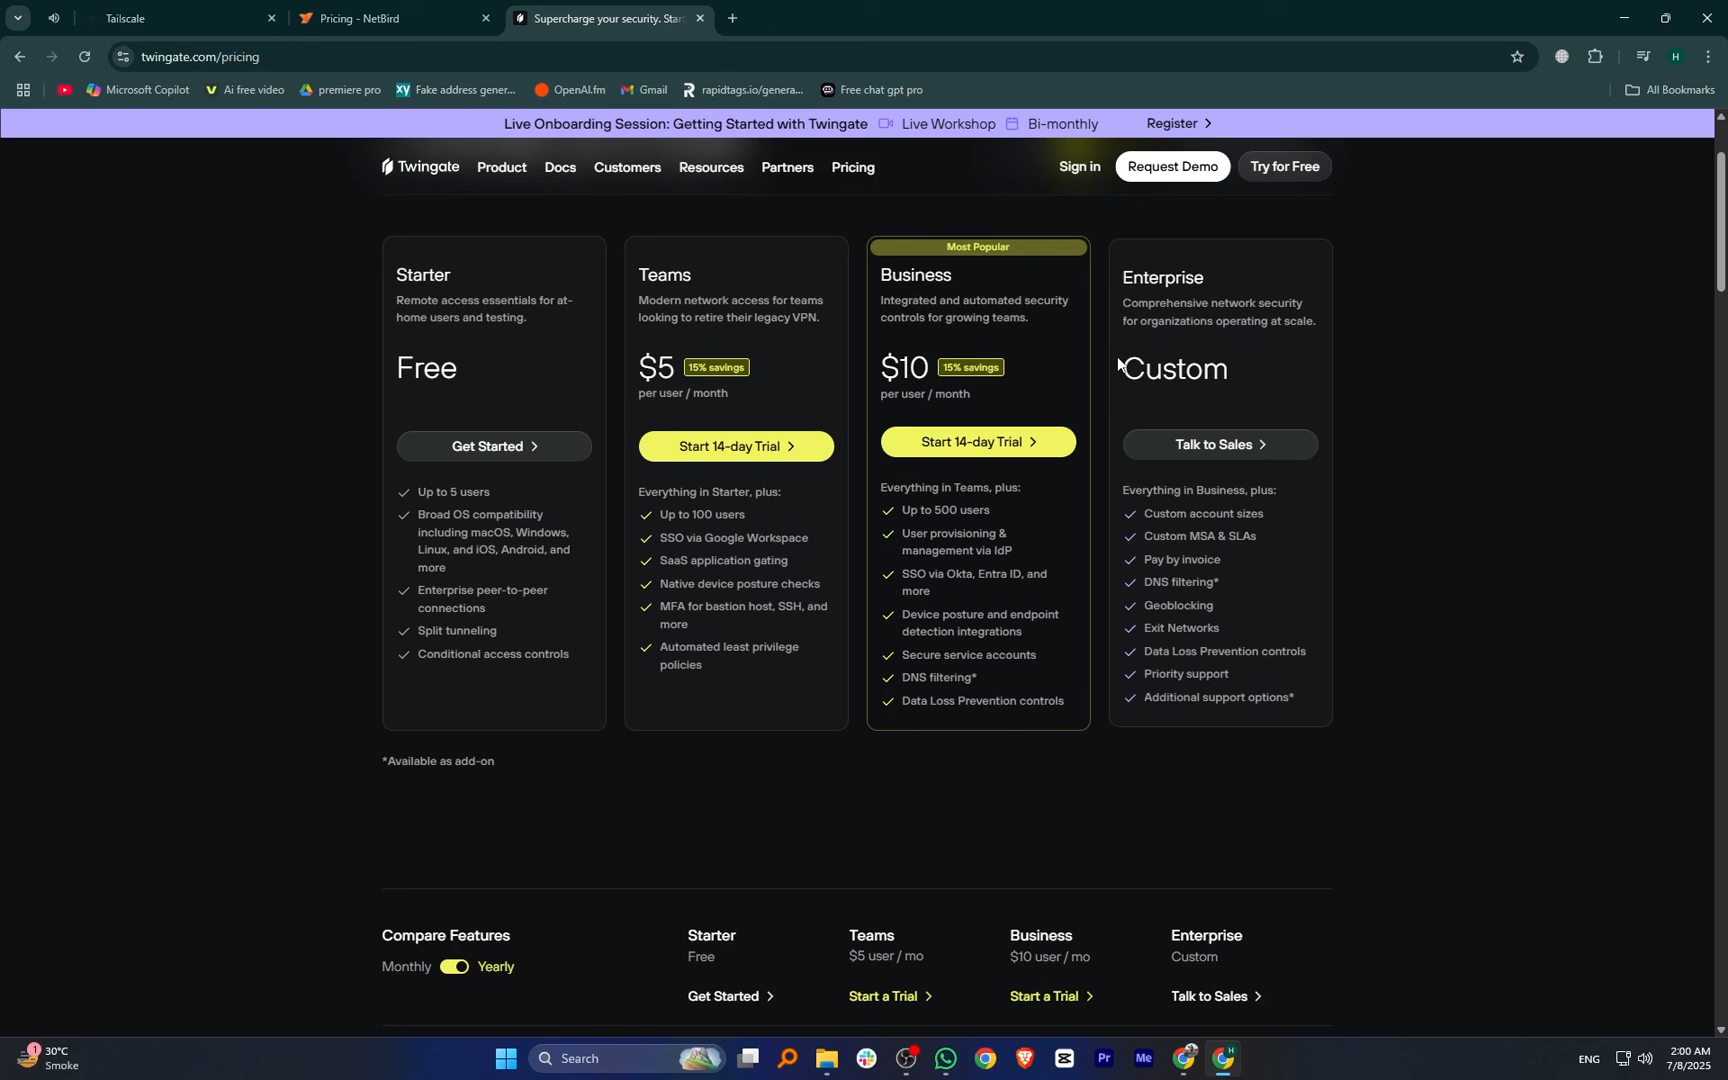 Tailscale
Pricing - NetBird
Supercharge your security. Star
twingate.com/pricing
H
Microsoft Copilot
Ai free video
premiere pro
Fake address gener...
OpenAI.fm
Gmail
rapidtags.io/genera...
Free chat gpt pro
All Bookmarks
Live Onboarding Session: Getting Started with Twingate Live Workshop Bi-monthly Register >
Twingate
Product
Docs
Customers
Resources
Partners
Pricing
Sign in
Request Demo
Try for Free
Starter
Remote access essentials for at-
home users and testing.
Free
Get Started >
Up to 5 users
Broad OS compatibility
including macOS, Windows,
Linux, and iOS, Android, and
more
Enterprise peer-to-peer
connections
Split tunneling
Conditional access controls
Teams
Modern network access for teams
looking to retire their legacy VPN.
$5 15% savings
per user / month
Start 14-day Trial >
Everything in Starter, plus:
Up to 100 users
SSO via Google Workspace
SaaS application gating
Native device posture checks
MFA for bastion host, SSH, and
more
Automated least privilege
policies
Most Popular
Business
Integrated and automated security
controls for growing teams.
$10 15% savings
per user / month
Start 14-day Trial >
Everything in Teams, plus:
Up to 500 users
User provisioning &
management via IdP
SSO via Okta, Entra ID, and
more
Device posture and endpoint
detection integrations
Secure service accounts
DNS filtering*
Data Loss Prevention controls
Enterprise
Comprehensive network security
for organizations operating at scale.
Custom
Talk to Sales >
Everything in Business, plus:
Custom account sizes
Custom MSA & SLAs
Pay by invoice
DNS filtering*
Geoblocking
Exit Networks
Data Loss Prevention controls
Priority support
Additional support options*
*Available as add-on
Compare Features
Monthly Yearly
Starter
Free
Get Started >
Teams
$5 user / mo
Start a Trial >
Business
$10 user / mo
Start a Trial >
Enterprise
Custom
Talk to Sales >
1
30°C
Smoke
Search
Pr
Me
H
ENG
2:00 AM
7/8/2025